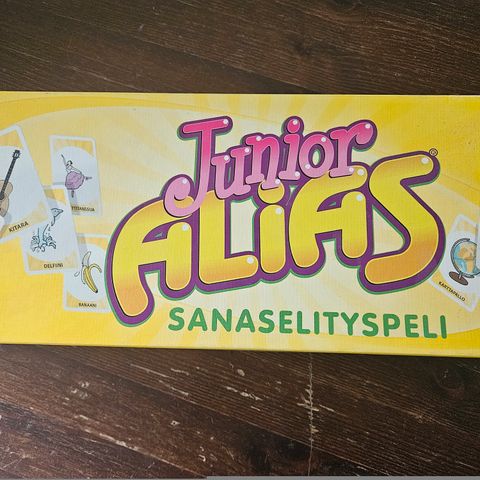 Junior
ALIAS®
SANASELITYSPELI
KITARA
DELFIINI
BANAANI
KARTTAPALLO